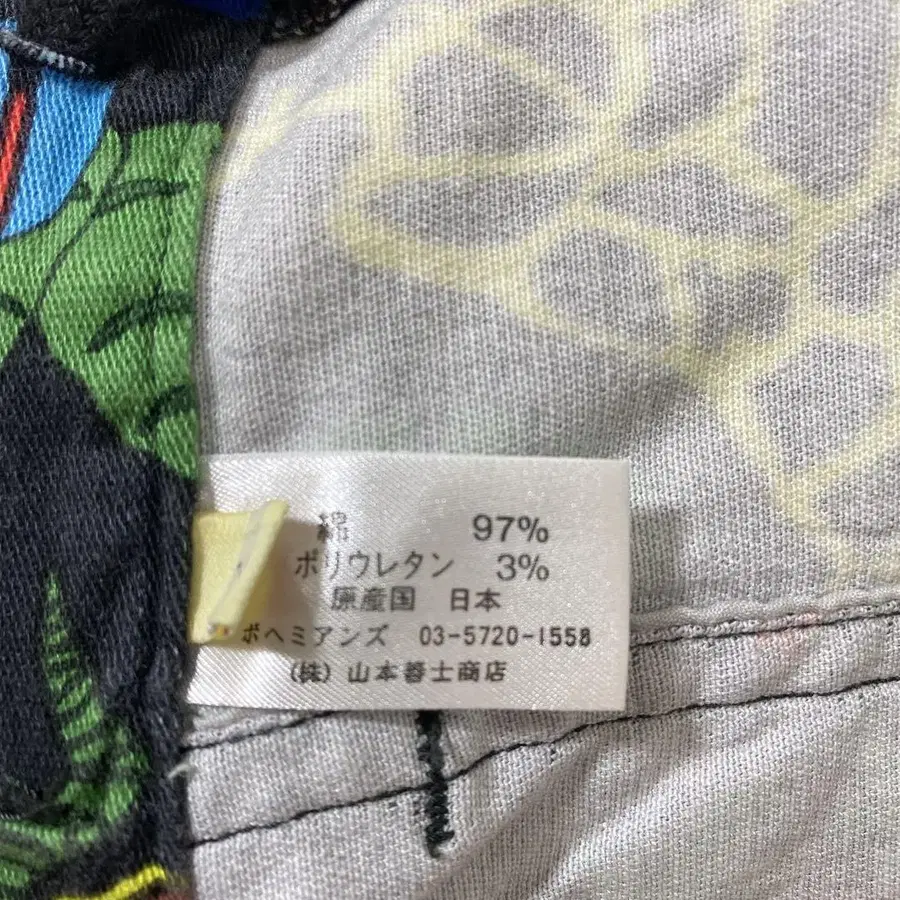 綿 97%
ポリウレタン 3%
原産国 日本
ボヘミアンズ 03-5720-1558
(株) 山本善士商店